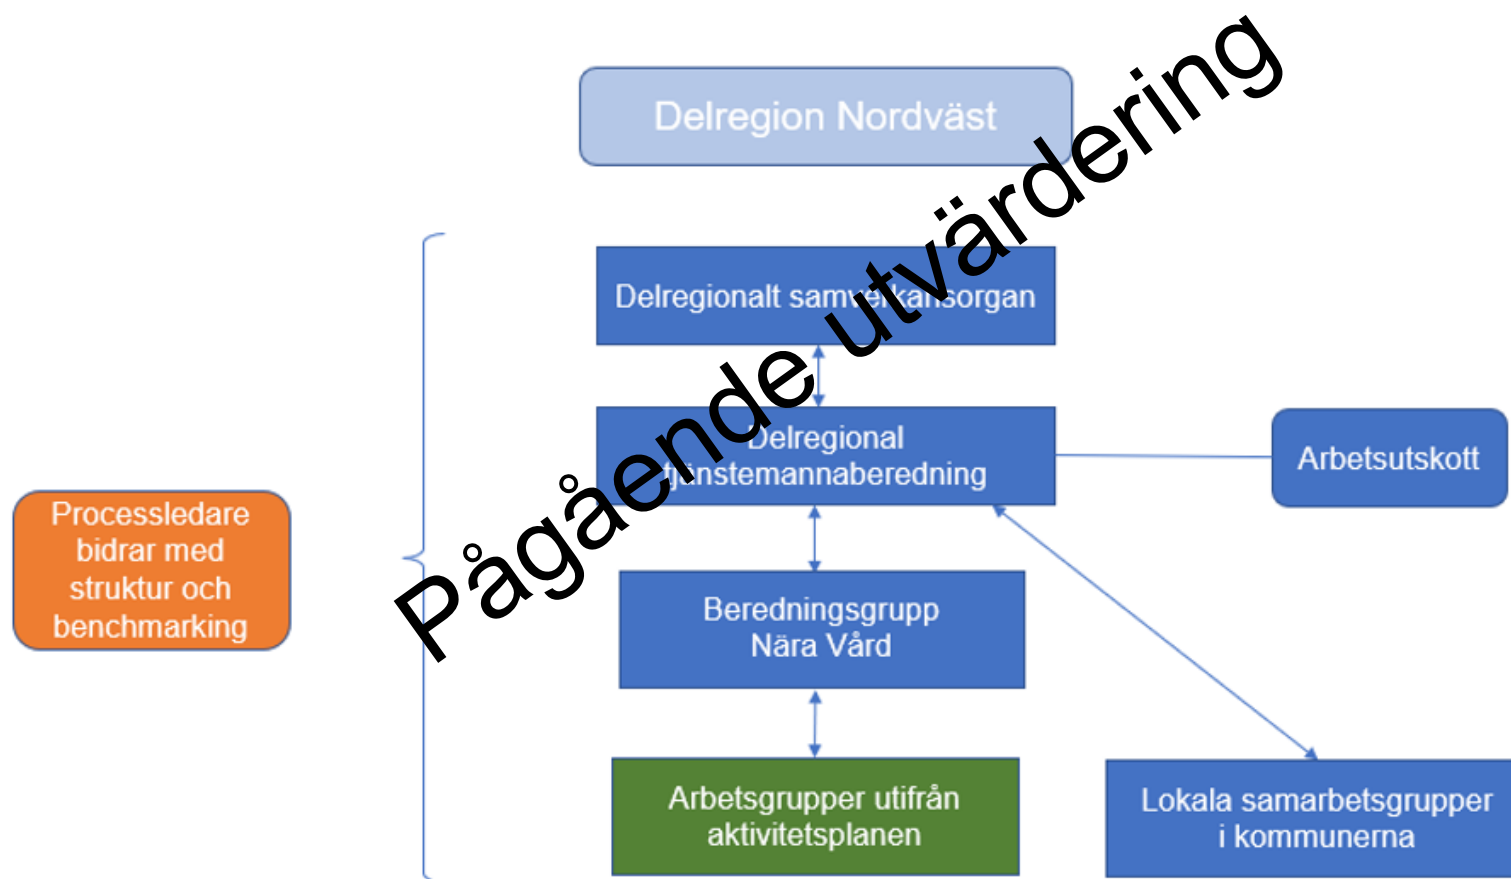 Delregion Nordväst
Pågående utvärdering
Delregionalt samverkansorgan
Delregional
tjänstemannaberedning
Arbetsutskott
Processledare
bidrar med
struktur och
benchmarking
Beredningsgrupp
Nära Vård
Arbetsgrupper utifrån
aktivitetsplanen
Lokala samarbetsgrupper
i kommunerna